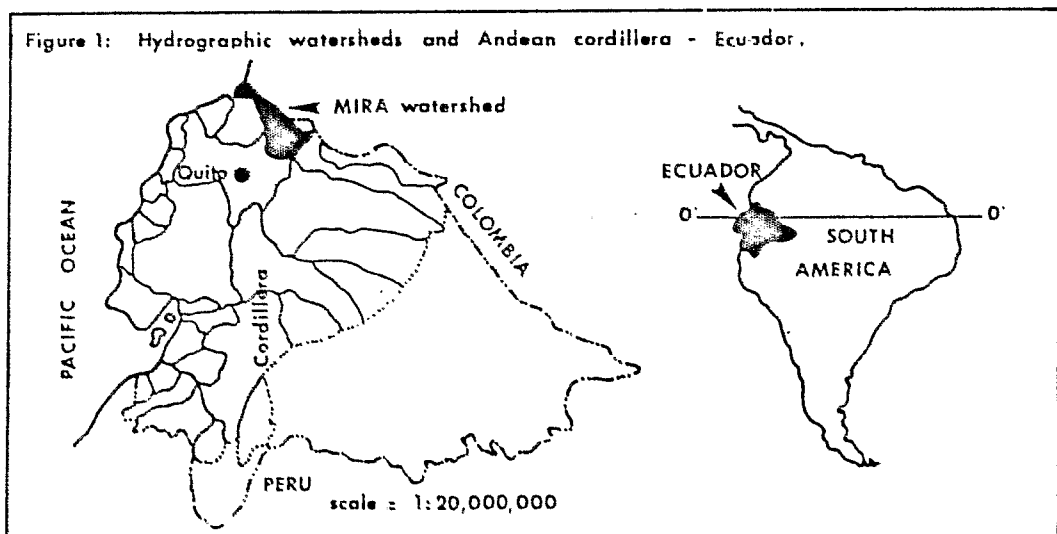 Figure 1: Hydrographic watersheds and Andean cordillera - Ecuador.
MIRA watershed
Quito
COLOMBIA
PACIFIC OCEAN
Cordillera
PERU
scale = 1:20,000,000
ECUADOR
0° 0°
SOUTH
AMERICA